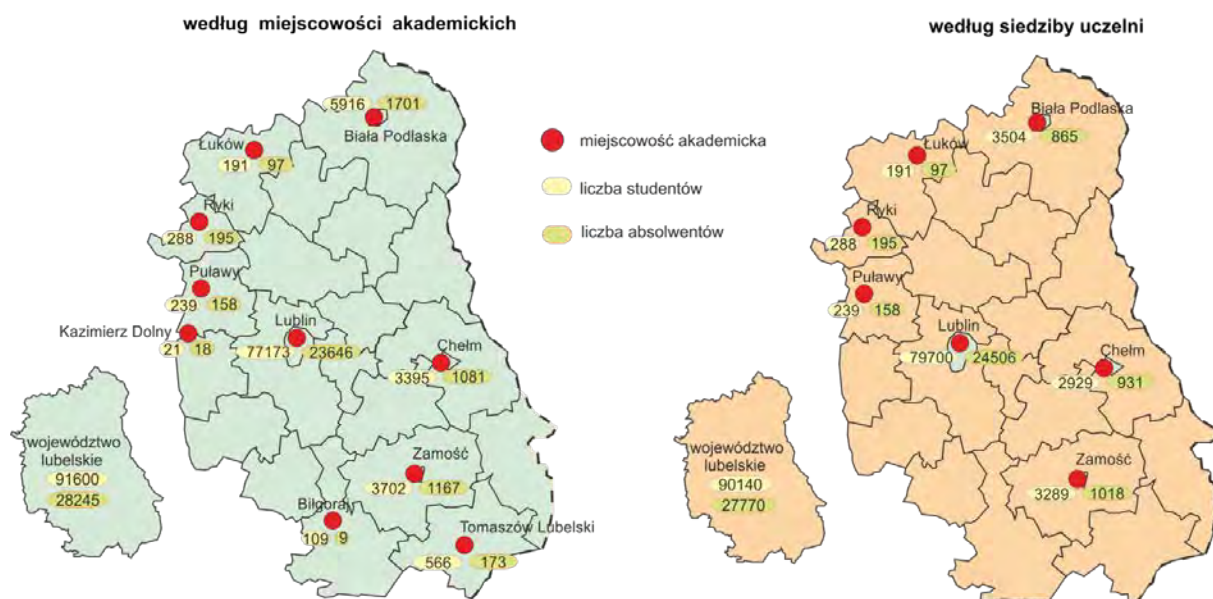 według miejscowości akademickich
5916 1701
Biała Podlaska
Łuków
191 97
Ryki
288 195
Puławy
239 158
Kazimierz Dolny
21 18
Lublin
77173 23646
Chełm
3395 1081
województwo
lubelskie
91600
28245
Zamość
3702 1167
Biłgoraj
109 9
Tomaszów Lubelski
566 173
miejscowość akademicka
liczba studentów
liczba absolwentów
według siedziby uczelni
Biała Podlaska
3504 865
Łuków
191 97
Ryki
288 195
Puławy
239 158
Lublin
79700 24506
Chełm
2929 931
województwo
lubelskie
90140
27770
Zamość
3289 1018